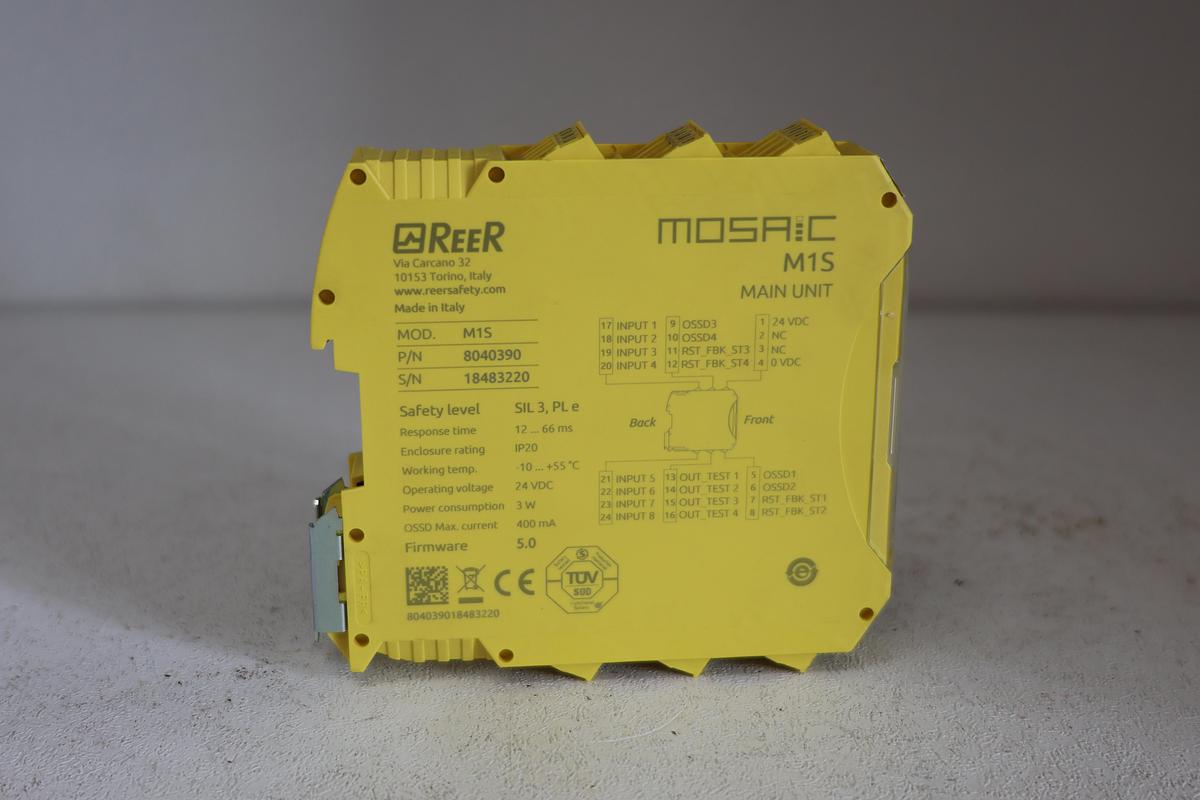 REER
Via Carcano 32
10153 Torino, Italy
www.reersafety.com
Made in Italy
MOD. M1S
P/N 8040390
S/N 18483220
MOSAIC
M1S
MAIN UNIT
17 INPUT 1 9 OSSD3 1 24 VDC
18 INPUT 2 10 OSSD4 2 NC
19 INPUT 3 11 RST_FBK_ST3 3 NC
20 INPUT 4 12 RST_FBK_ST4 4 0 VDC
Back Front
21 INPUT 5 13 OUT_TEST 1 5 OSSD1
22 INPUT 6 14 OUT_TEST 2 6 OSSD2
23 INPUT 7 15 OUT_TEST 3 7 RST_FBK_ST1
24 INPUT 8 16 OUT_TEST 4 8 RST_FBK_ST2
Safety level SIL 3, PL e
Response time 12 ... 66 ms
Enclosure rating IP20
Working temp. -10 ... +55 °C
Operating voltage 24 VDC
Power consumption 3 W
OSSD Max. current 400 mA
Firmware 5.0
CE
TÜV
SÜD
804039018483220